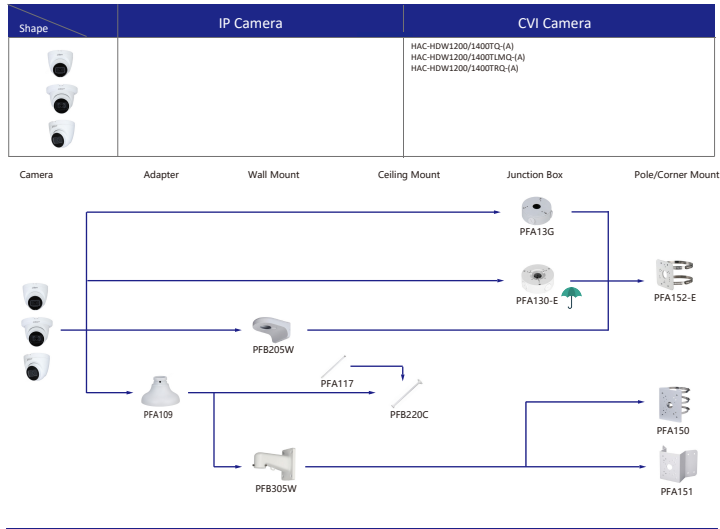 Shape
IP Camera
CVI Camera
HAC-HDW1200/1400TQ-(A)
HAC-HDW1200/1400TLMQ-(A)
HAC-HDW1200/1400TRQ-(A)
Camera
Adapter
Wall Mount
Ceiling Mount
Junction Box
Pole/Corner Mount
PFA13G
PFA130-E
PFA152-E
PFB205W
PFA117
PFA109
PFB220C
PFA150
PFB305W
PFA151